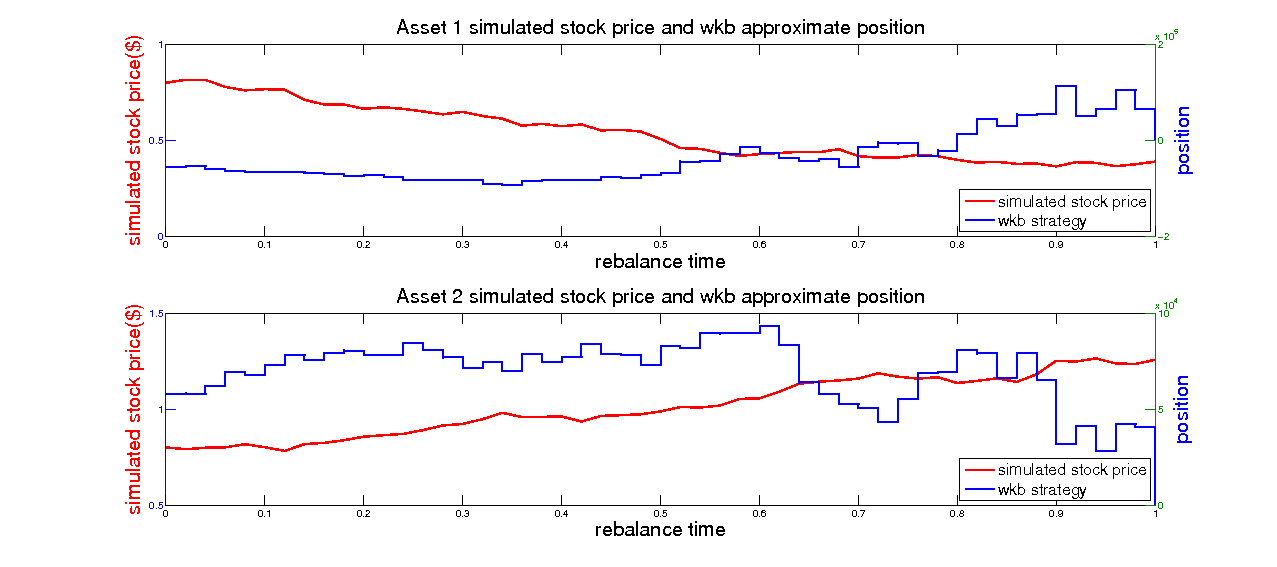 Asset 1 simulated stock price and wkb approximate position
x 10^5
simulated stock price($)
position
1
0.5
0
2
0
-2
simulated stock price
wkb strategy
0 0.1 0.2 0.3 0.4 0.5 0.6 0.7 0.8 0.9 1
rebalance time
Asset 2 simulated stock price and wkb approximate position
x 10^4
simulated stock price($)
position
1.5
1
0.5
10
5
0
simulated stock price
wkb strategy
0 0.1 0.2 0.3 0.4 0.5 0.6 0.7 0.8 0.9 1
rebalance time